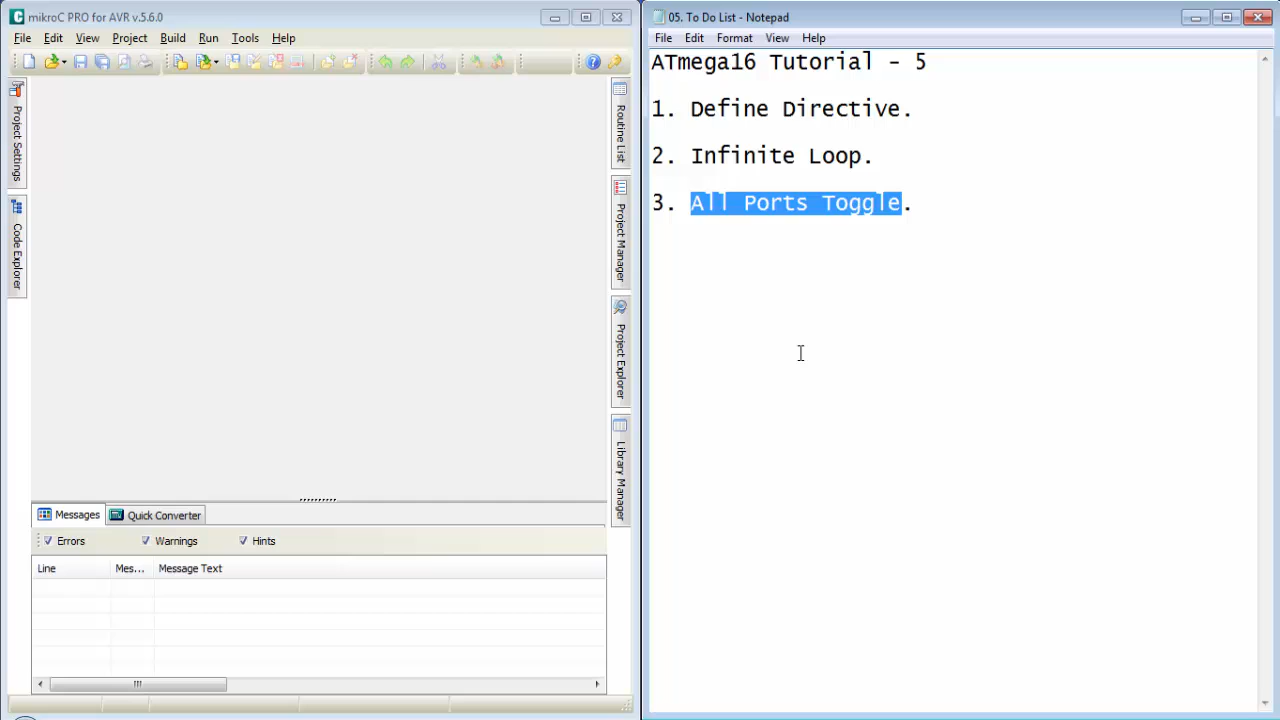 mikroC PRO for AVR v.5.6.0
File Edit View Project Build Run Tools Help
Project Settings
Code Explorer
Routine List
Project Manager
Project Explorer
Library Manager
Messages Quick Converter
Errors Warnings Hints
Line Mes... Message Text
05. To Do List - Notepad
File Edit Format View Help
ATmega16 Tutorial - 5
1. Define Directive.
2. Infinite Loop.
3. All Ports Toggle.